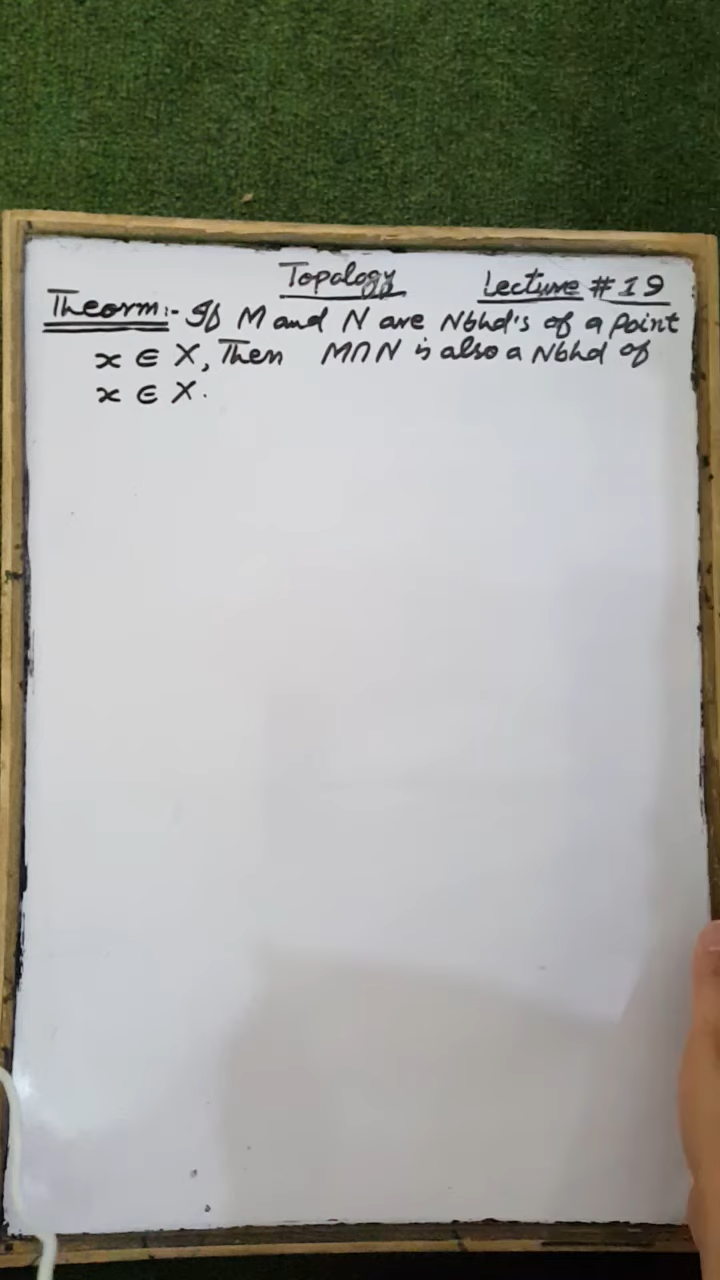 Topology Lecture # 19
Theorm:- If M and N are Nbhd's of a Point
x ∈ X, Then M∩N is also a Nbhd of
x ∈ X.